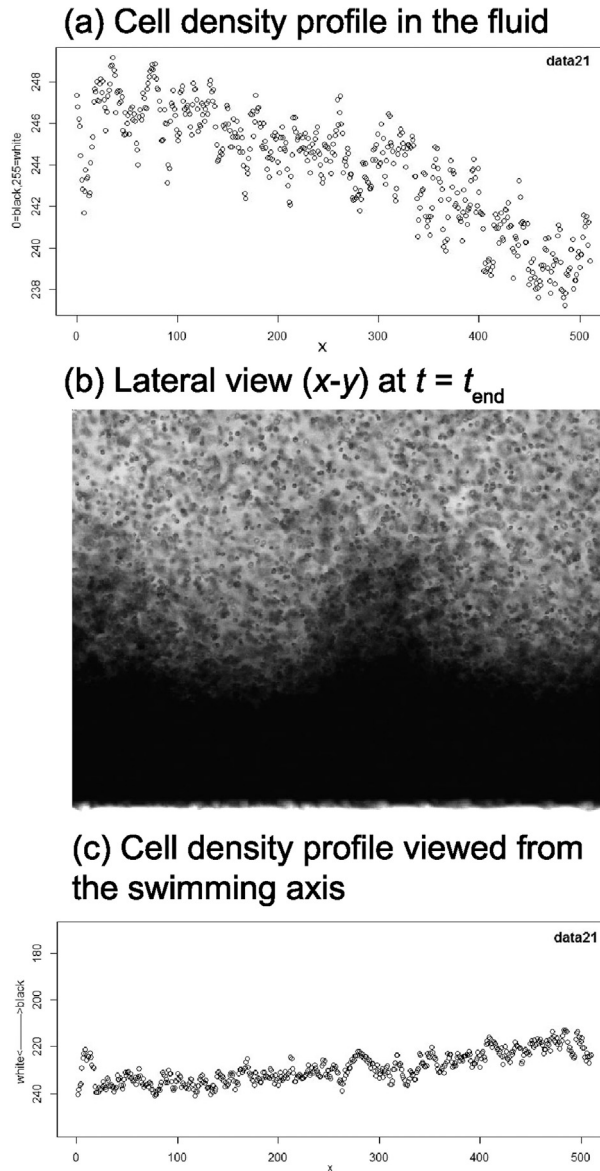 (a) Cell density profile in the fluid
data21
0=black,255=white
248
246
244
242
240
238
0 100 200 300 400 500
x
(b) Lateral view (x-y) at t = tend
(c) Cell density profile viewed from
the swimming axis
data21
white<-------->black
180
200
220
240
0 100 200 300 400 500
x